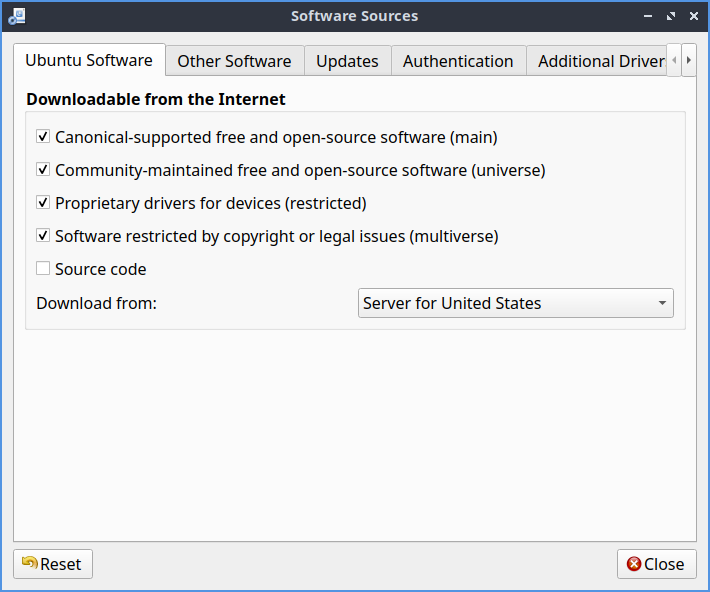 Software Sources
Ubuntu Software Other Software Updates Authentication Additional Driver
Downloadable from the Internet
Canonical-supported free and open-source software (main)
Community-maintained free and open-source software (universe)
Proprietary drivers for devices (restricted)
Software restricted by copyright or legal issues (multiverse)
Source code
Download from: Server for United States
Reset Close